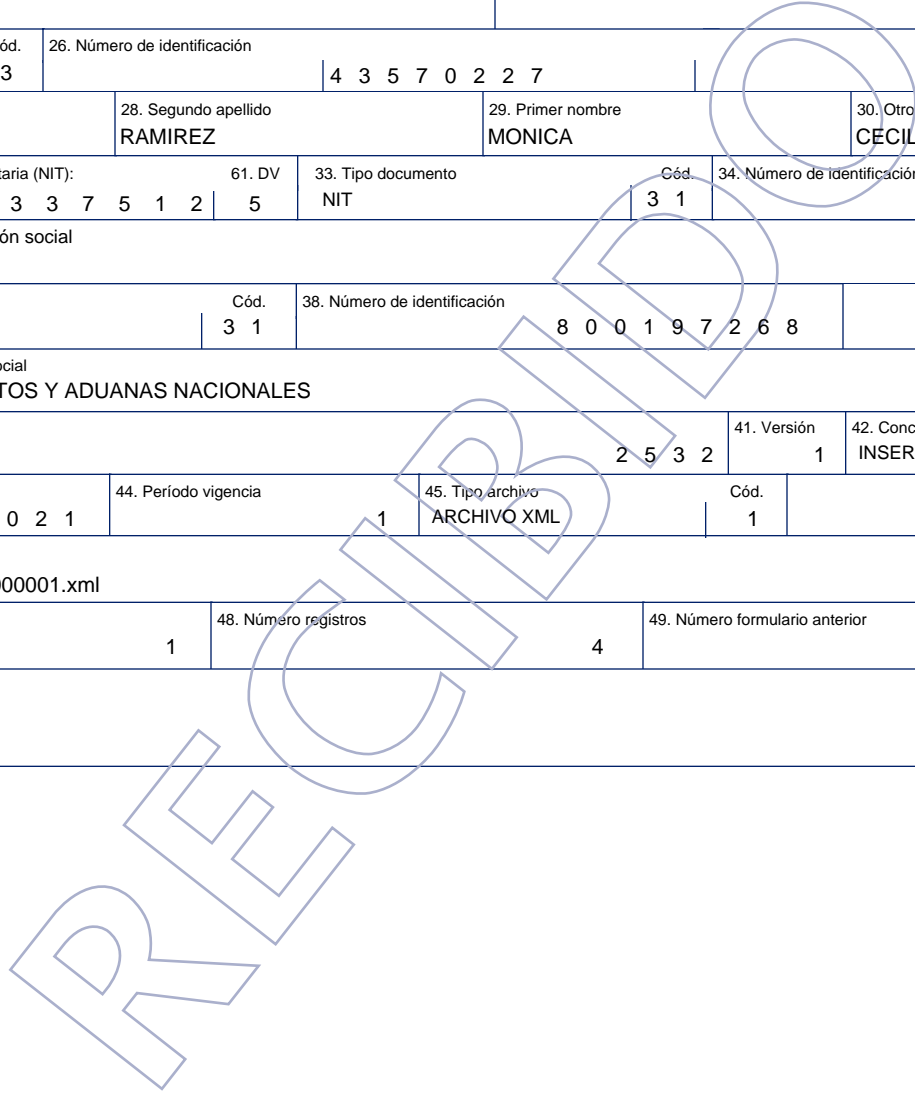 ód. 26. Número de identificación
3 4 3 5 7 0 2 2 7
28. Segundo apellido 29. Primer nombre 30. Otro
RAMIREZ MONICA CECIL
taria (NIT): 61. DV 33. Tipo documento Cód. 34. Número de identificación
3 3 7 5 1 2 5 NIT 3 1
ón social
Cód. 38. Número de identificación
3 1 8 0 0 1 9 7 2 6 8
ocial
TOS Y ADUANAS NACIONALES
41. Versión 42. Conc
2 5 3 2 1 INSER
44. Período vigencia 45. Tipo archivo Cód.
0 2 1 1 ARCHIVO XML 1
000001.xml
48. Número registros 49. Número formulario anterior
1 4
RECIBIDO